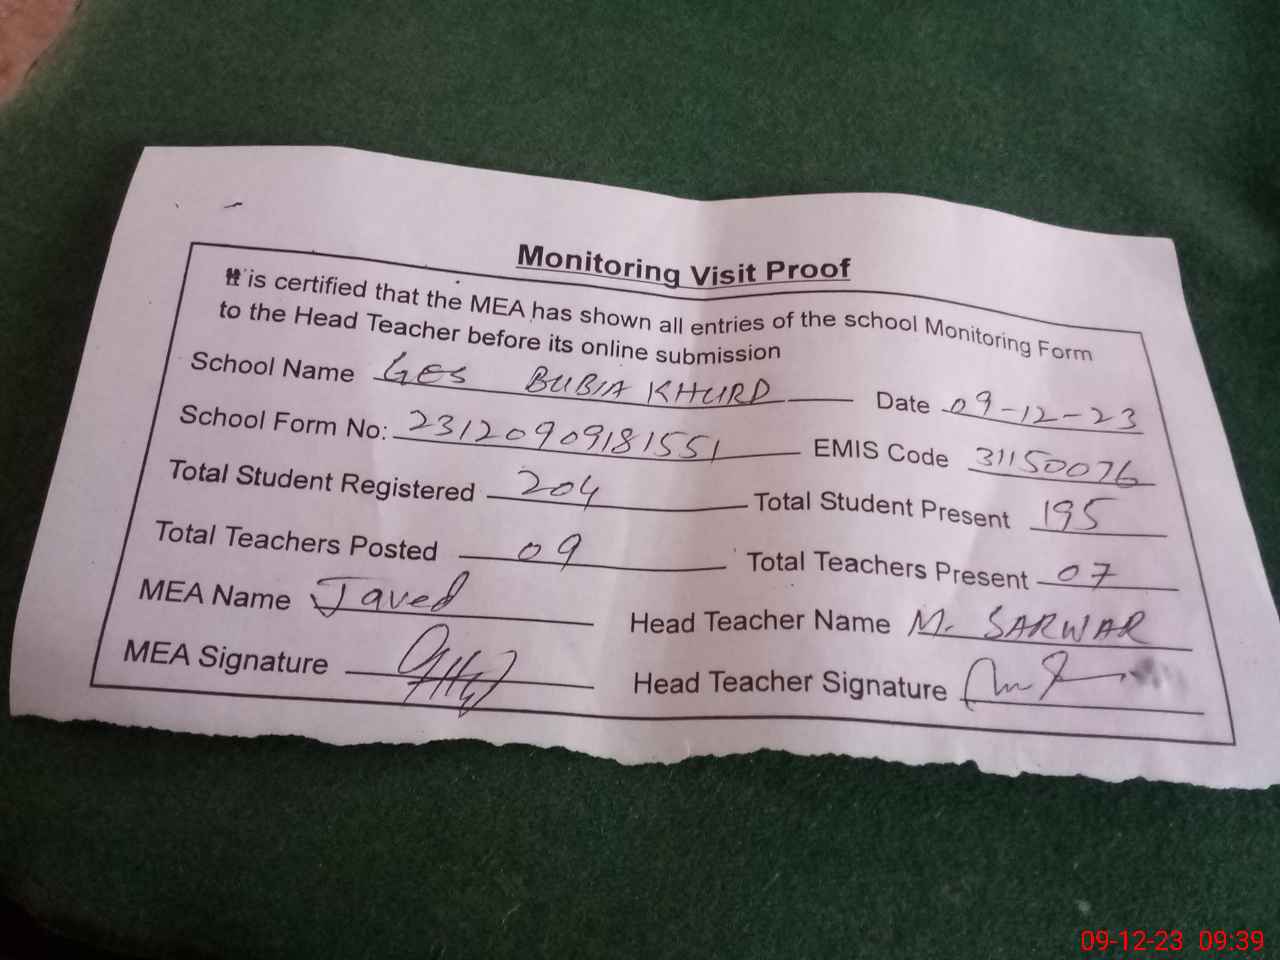 Monitoring Visit Proof
It is certified that the MEA has shown all entries of the school Monitoring Form
to the Head Teacher before its online submission
School Name GES BUBIA KHURD Date 09-12-23
School Form No: 23120909181551 EMIS Code 31150076
Total Student Registered 204 Total Student Present 195
Total Teachers Posted 09 Total Teachers Present 07
MEA Name Javed Head Teacher Name M. SARWAR
MEA Signature Head Teacher Signature
09-12-23 09:39